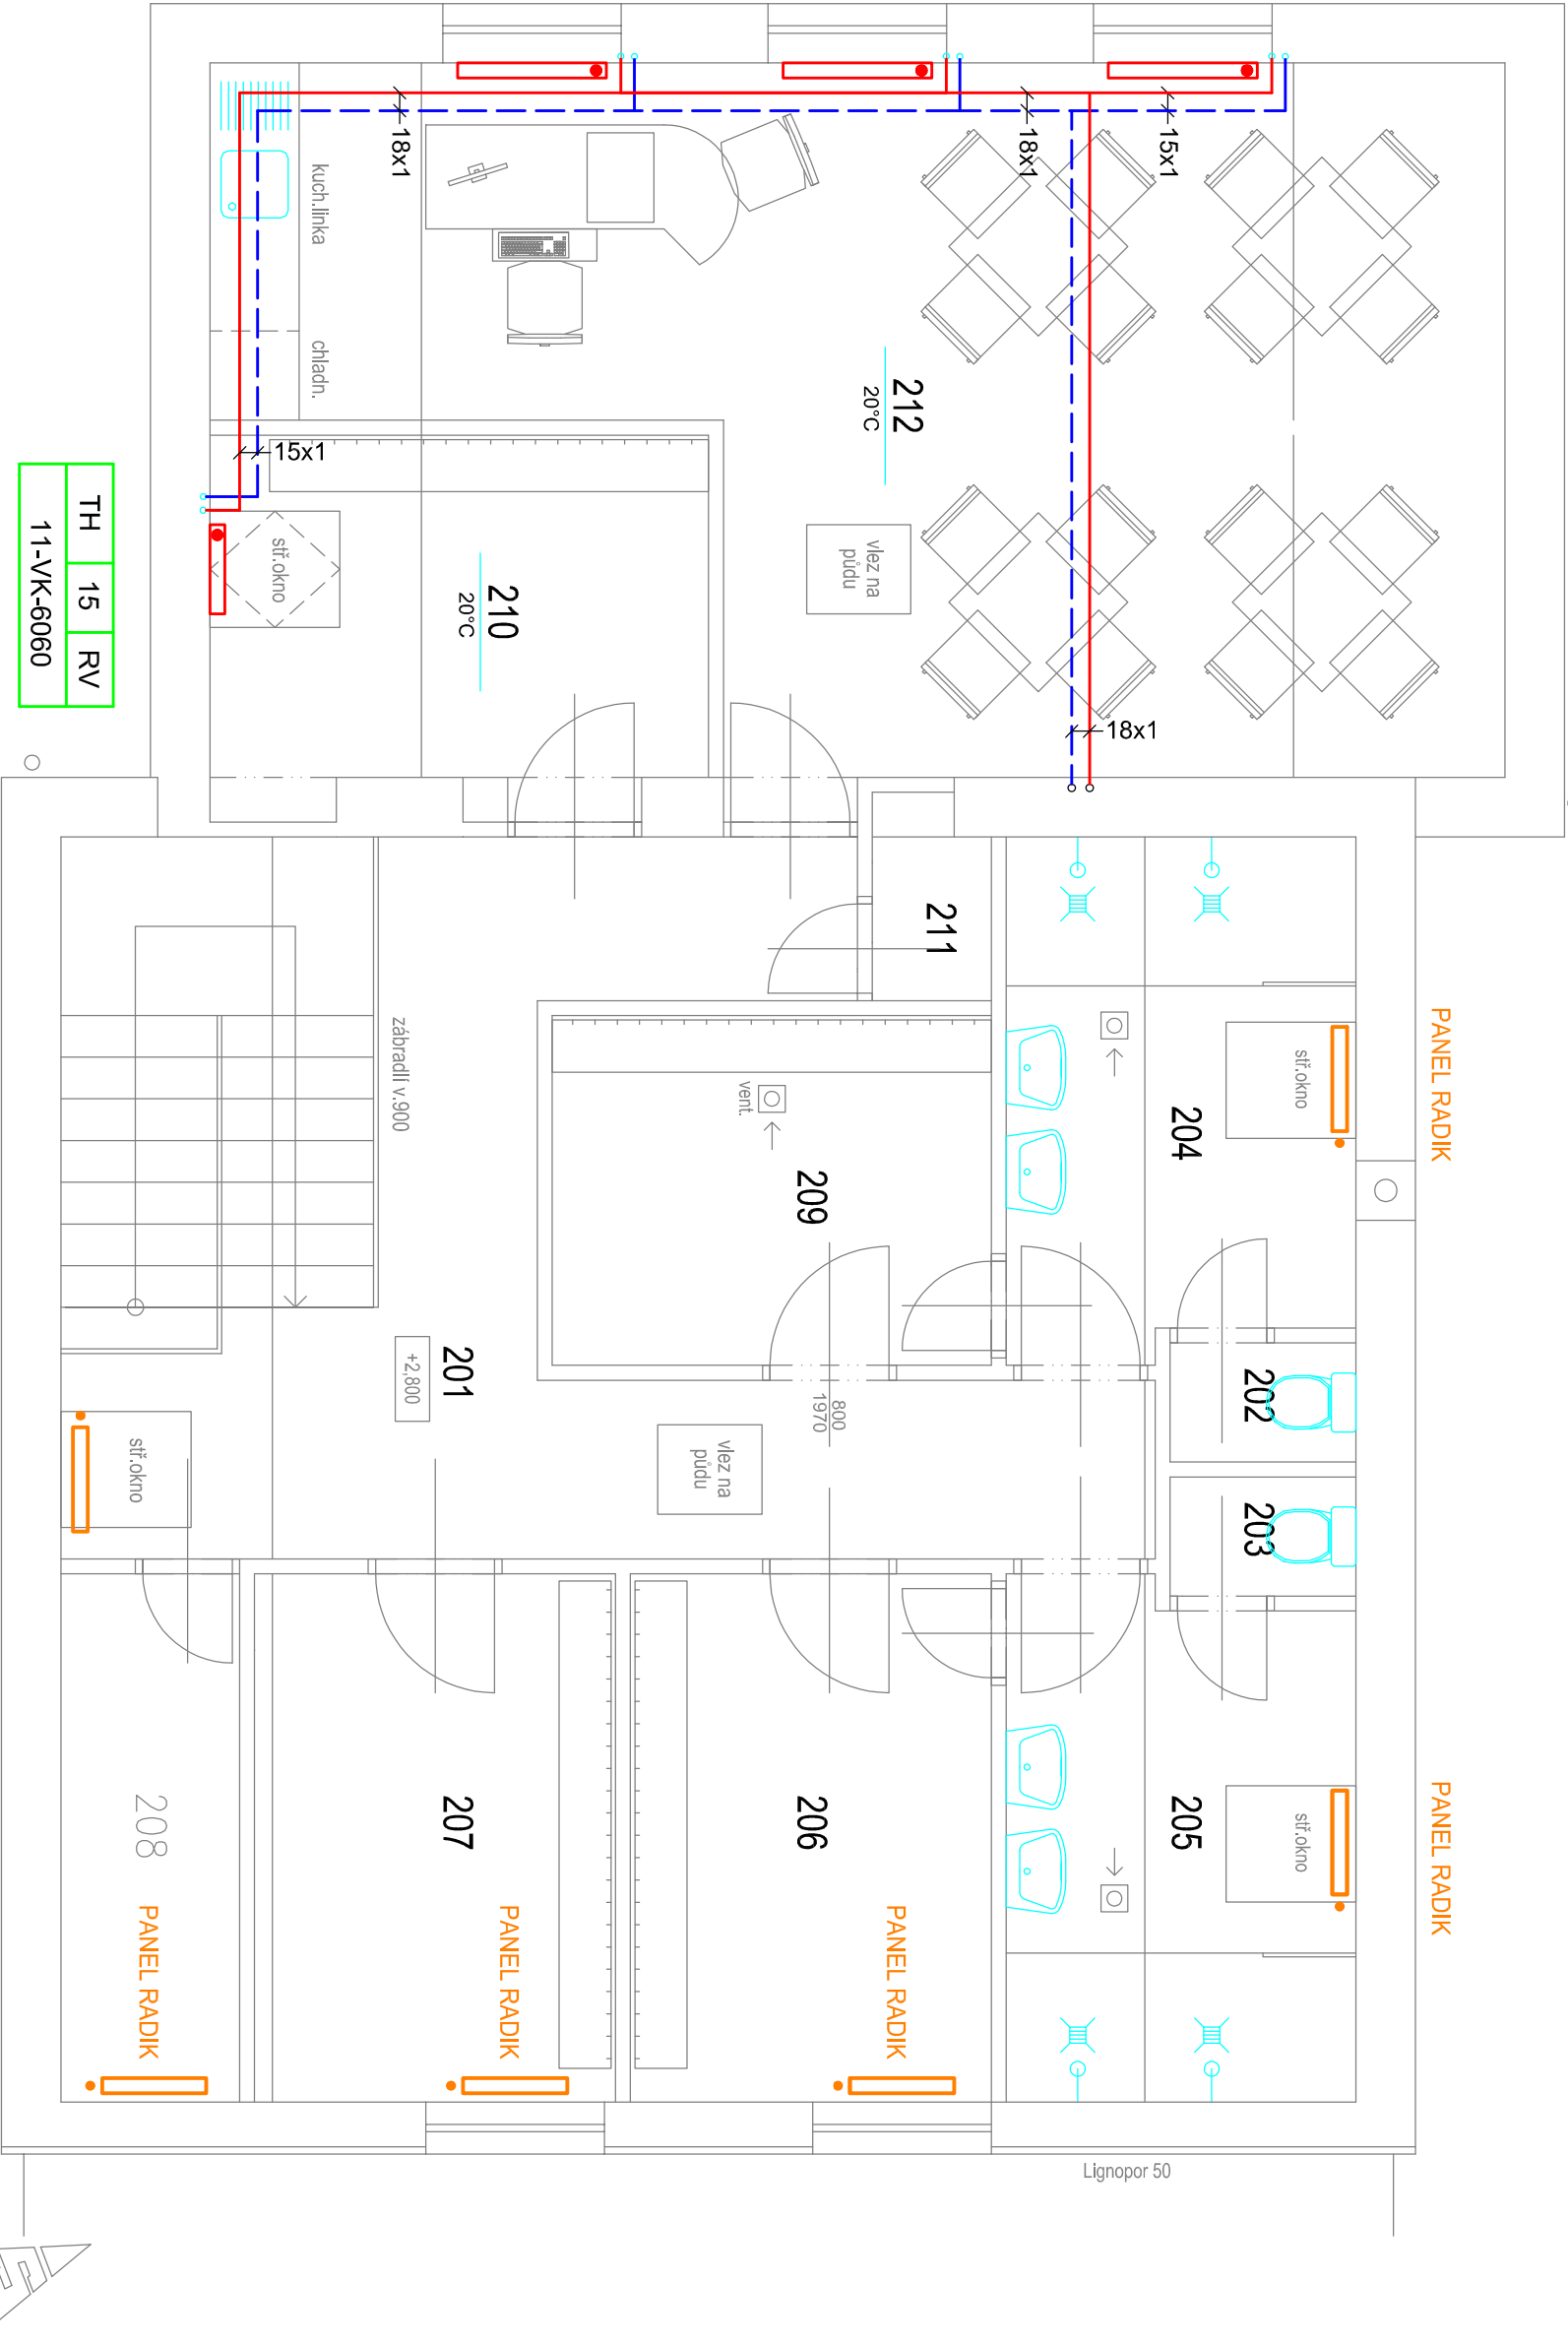 PANEL RADIK
PANEL RADIK
15x1
18x1
18x1
kuch.linka
chladn.
15x1
212
20°C
vlez na
půdu
18x1
210
20°C
stř.okno
TH
15
RV
11-VK-6060
211
204
stř.okno
zábradlí v.900
vent.
209
202
203
201
+2,800
800
1970
vlez na
půdu
stř.okno
205
stř.okno
206
207
208
PANEL RADIK
PANEL RADIK
PANEL RADIK
Lignopor 50